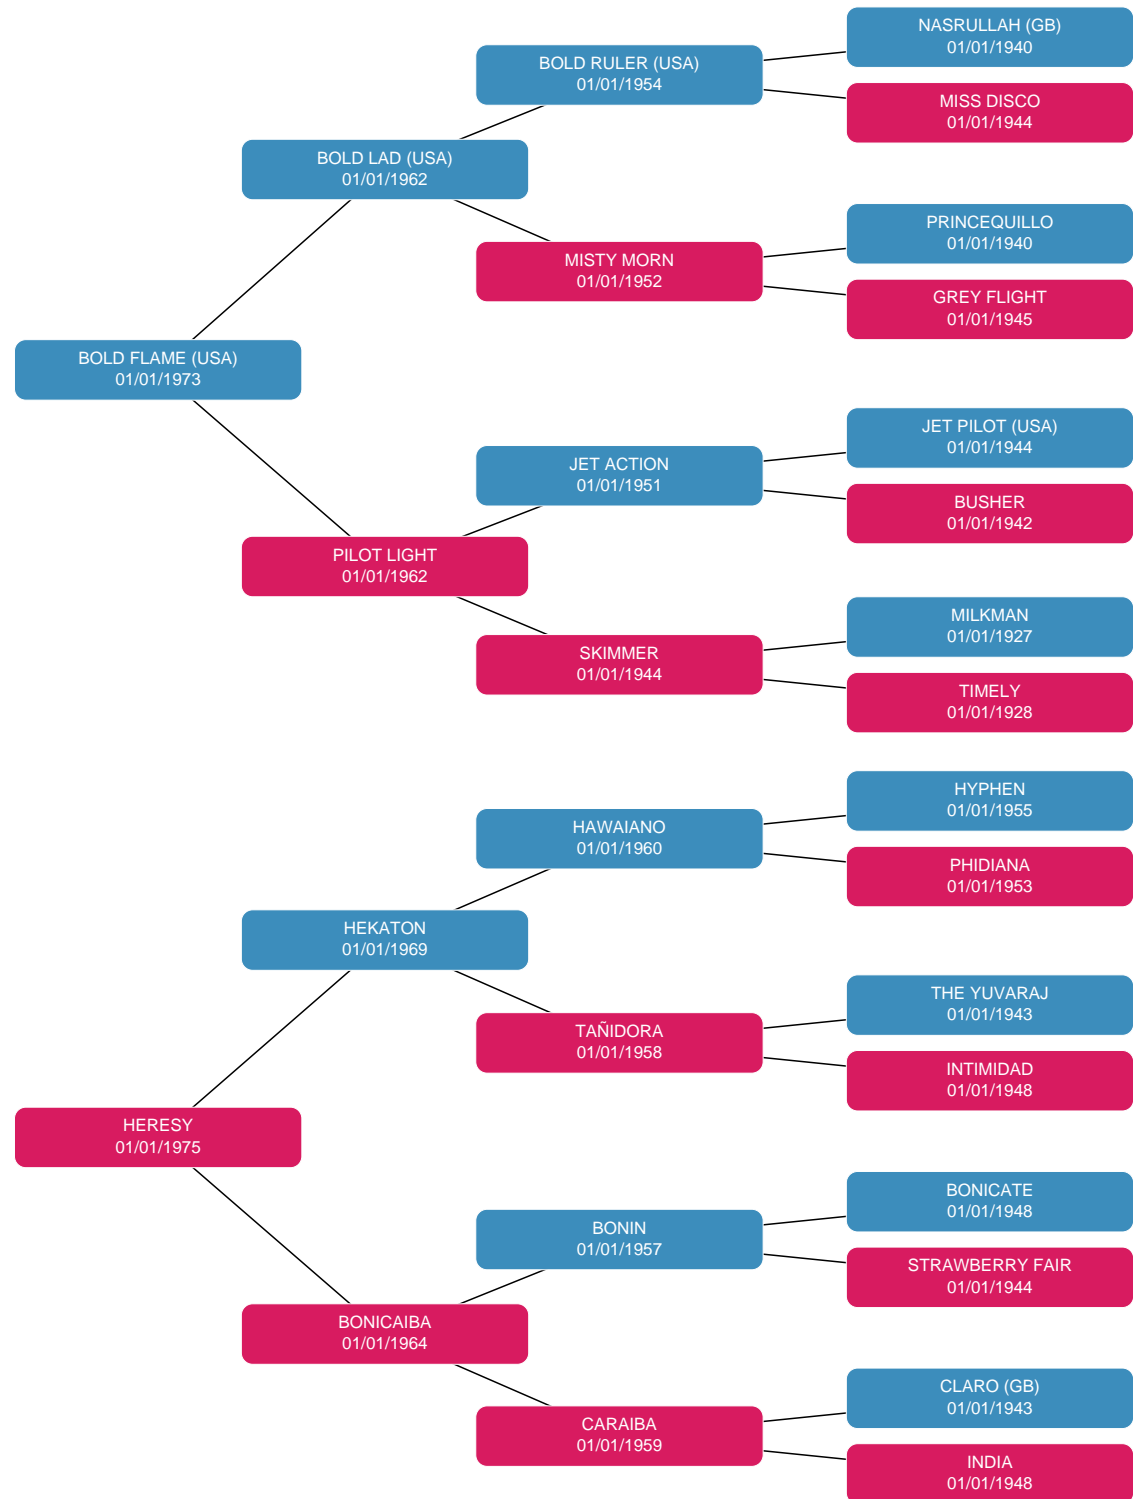 NASRULLAH (GB)
01/01/1940
BOLD RULER (USA)
01/01/1954
MISS DISCO
01/01/1944
BOLD LAD (USA)
01/01/1962
PRINCEQUILLO
01/01/1940
MISTY MORN
01/01/1952
GREY FLIGHT
01/01/1945
BOLD FLAME (USA)
01/01/1973
JET PILOT (USA)
01/01/1944
JET ACTION
01/01/1951
BUSHER
01/01/1942
PILOT LIGHT
01/01/1962
MILKMAN
01/01/1927
SKIMMER
01/01/1944
TIMELY
01/01/1928
HYPHEN
01/01/1955
HAWAIANO
01/01/1960
PHIDIANA
01/01/1953
HEKATON
01/01/1969
THE YUVARAJ
01/01/1943
TAÑIDORA
01/01/1958
INTIMIDAD
01/01/1948
HERESY
01/01/1975
BONICATE
01/01/1948
BONIN
01/01/1957
STRAWBERRY FAIR
01/01/1944
BONICAIBA
01/01/1964
CLARO (GB)
01/01/1943
CARAIBA
01/01/1959
INDIA
01/01/1948